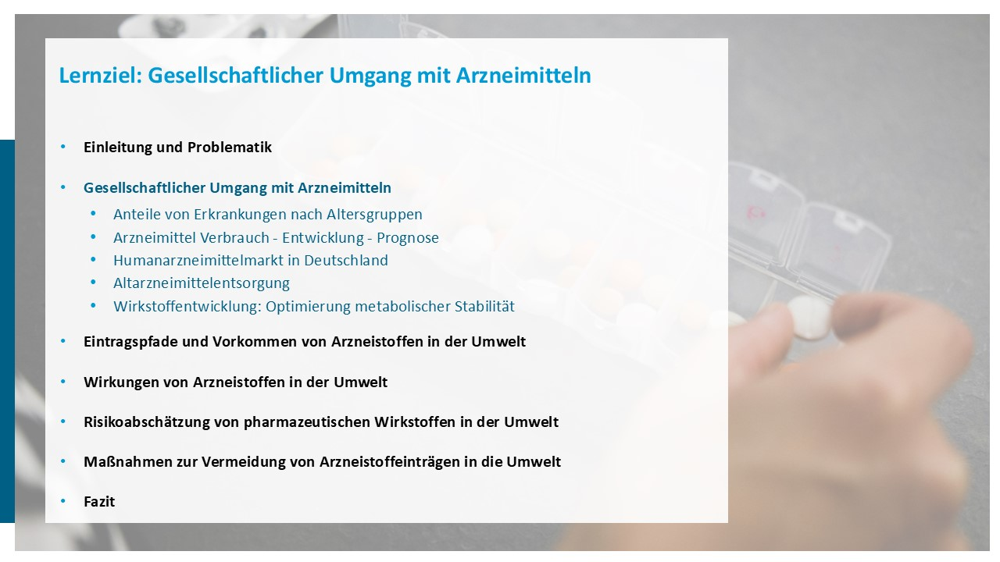 Lernziel: Gesellschaftlicher Umgang mit Arzneimitteln
• Einleitung und Problematik
• Gesellschaftlicher Umgang mit Arzneimitteln
• Anteile von Erkrankungen nach Altersgruppen
• Arzneimittel Verbrauch - Entwicklung - Prognose
• Humanarzneimittelmarkt in Deutschland
• Altarzneimittelentsorgung
• Wirkstoffentwicklung: Optimierung metabolischer Stabilität
• Eintragspfade und Vorkommen von Arzneistoffen in der Umwelt
• Wirkungen von Arzneistoffen in der Umwelt
• Risikoabschätzung von pharmazeutischen Wirkstoffen in der Umwelt
• Maßnahmen zur Vermeidung von Arzneistoffeinträgen in die Umwelt
• Fazit